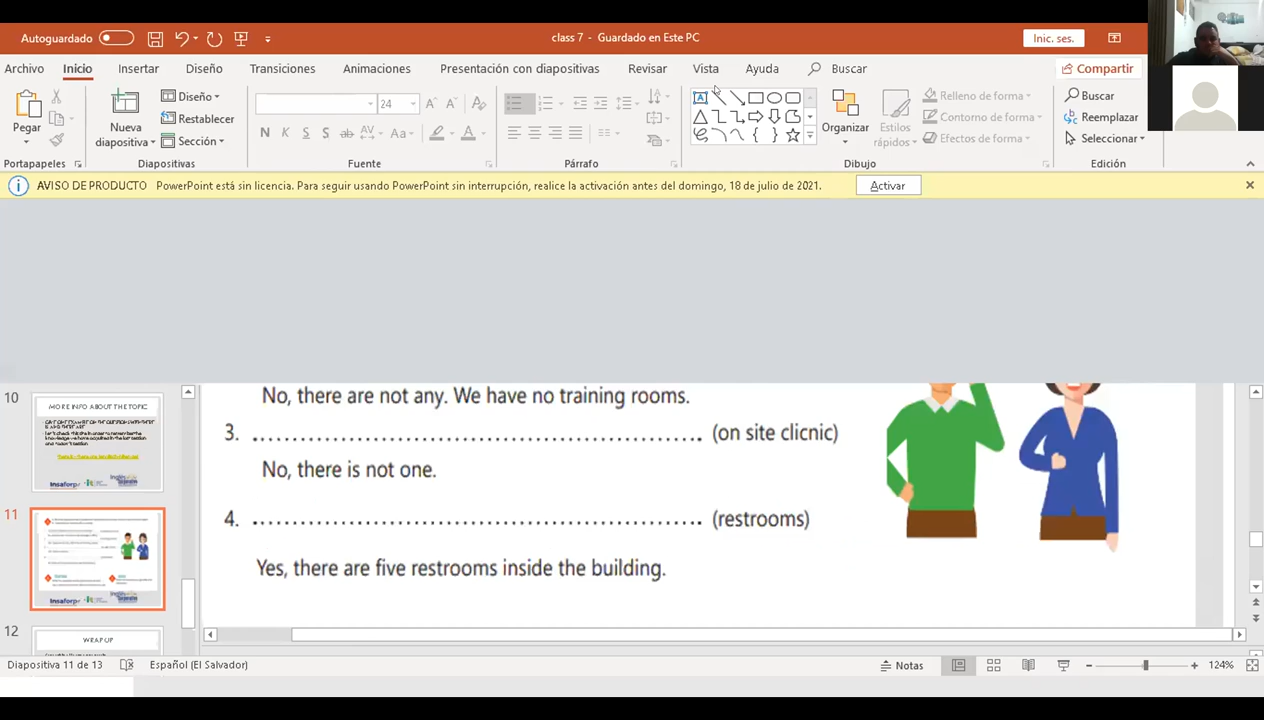 Autoguardado
class 7 - Guardado en Este PC
Inic. ses.
Archivo Inicio Insertar Diseño Transiciones Animaciones Presentación con diapositivas Revisar Vista Ayuda Buscar Compartir
Pegar
Portapapeles
Nueva diapositiva
Diseño
Restablecer
Sección
Diapositivas
24
N K S S ab AV Aa
Fuente
Párrafo
Organizar
Estilos rápidos
Relleno de forma
Contorno de forma
Efectos de forma
Dibujo
Buscar
Reemplazar
Seleccionar
Edición
AVISO DE PRODUCTO PowerPoint está sin licencia. Para seguir usando PowerPoint sin interrupción, realice la activación antes del domingo, 18 de julio de 2021. Activar
10
MORE INFO ABOUT THE TOPIC
Insaforp
11
Insaforp
12
WRAP UP
No, there are not any. We have no training rooms.
3. ........................................................ (on site clicnic)
No, there is not one.
4. ........................................................ (restrooms)
Yes, there are five restrooms inside the building.
Diapositiva 11 de 13 Español (El Salvador) Notas 124%